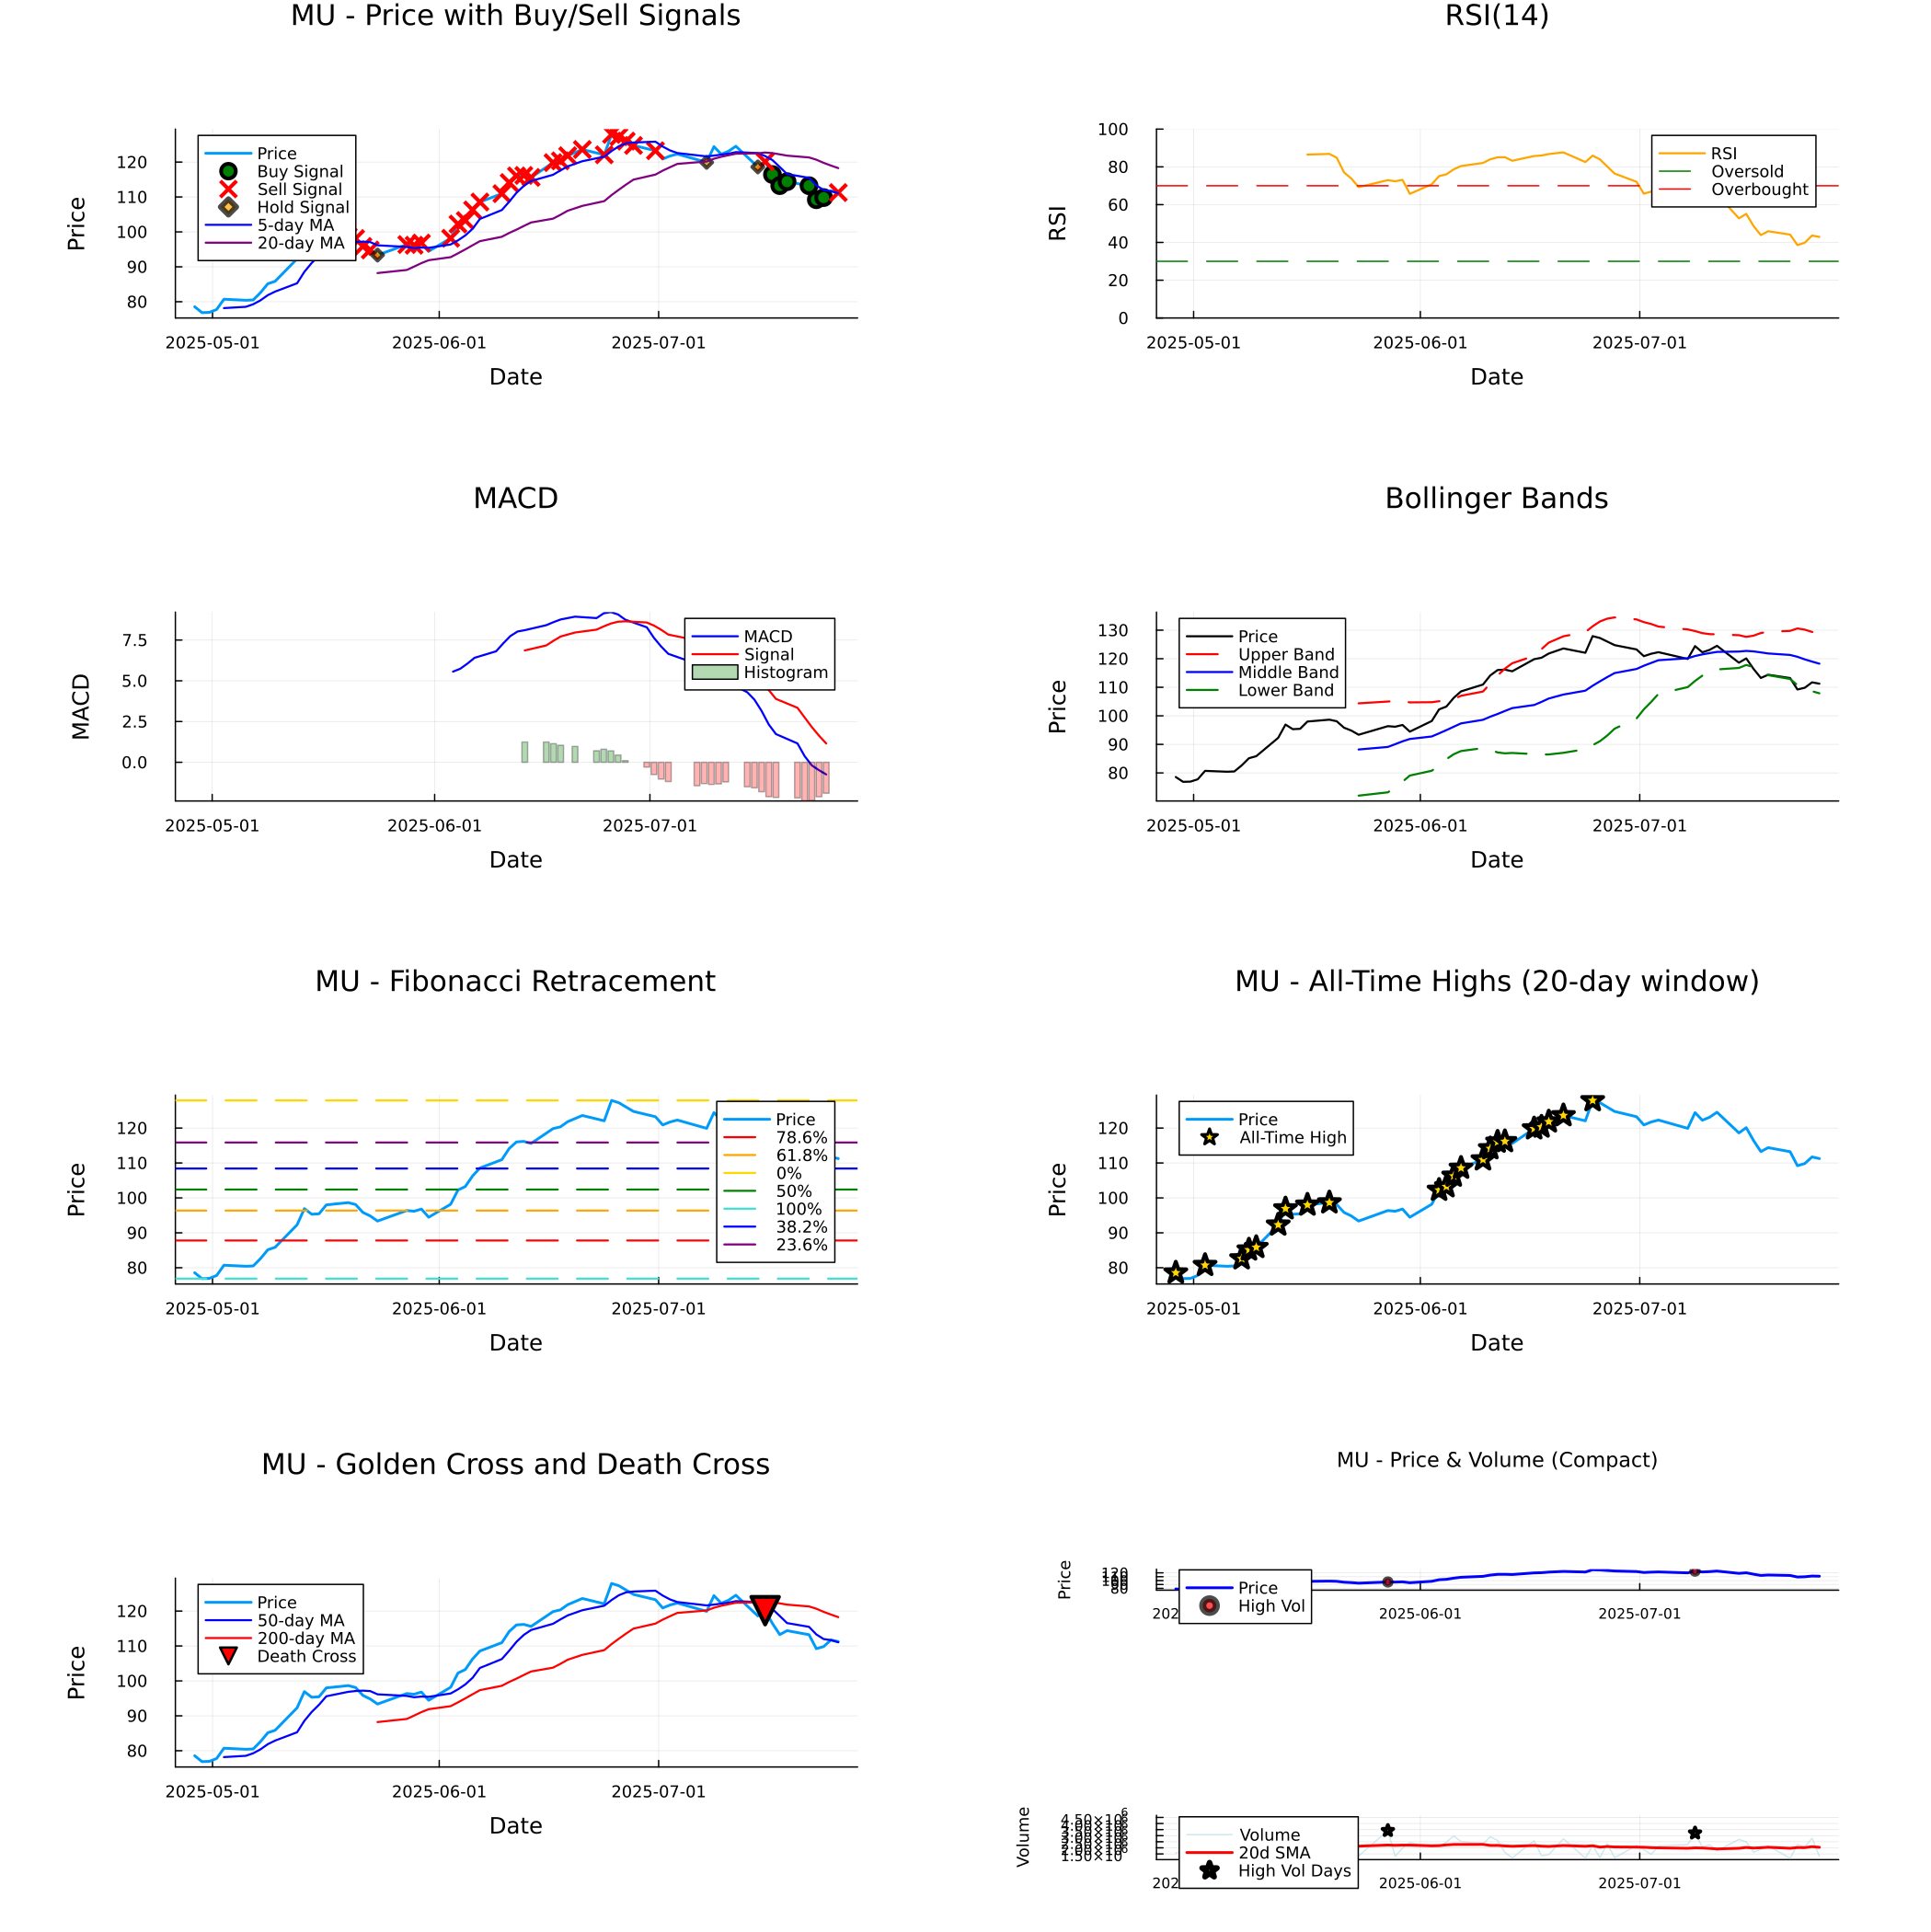 MU - Price with Buy/Sell Signals
Price
120
110
100
90
80
Price
Buy Signal
Sell Signal
Hold Signal
5-day MA
20-day MA
2025-05-01
2025-06-01
2025-07-01
Date
RSI(14)
RSI
100
80
60
40
20
0
RSI
Oversold
Overbought
2025-05-01
2025-06-01
2025-07-01
Date
MACD
MACD
7.5
5.0
2.5
0.0
MACD
Signal
Histogram
2025-05-01
2025-06-01
2025-07-01
Date
Bollinger Bands
Price
130
120
110
100
90
80
Price
Upper Band
Middle Band
Lower Band
2025-05-01
2025-06-01
2025-07-01
Date
MU - Fibonacci Retracement
Price
120
110
100
90
80
Price
78.6%
61.8%
0%
50%
100%
38.2%
23.6%
2025-05-01
2025-06-01
2025-07-01
Date
MU - All-Time Highs (20-day window)
Price
120
110
100
90
80
Price
All-Time High
2025-05-01
2025-06-01
2025-07-01
Date
MU - Golden Cross and Death Cross
Price
120
110
100
90
80
Price
50-day MA
200-day MA
Death Cross
2025-05-01
2025-06-01
2025-07-01
Date
MU - Price & Volume (Compact)
Price
120
80
Price
High Vol
202
2025-06-01
2025-07-01
Volume
Volume
20d SMA
High Vol Days
202
2025-06-01
2025-07-01